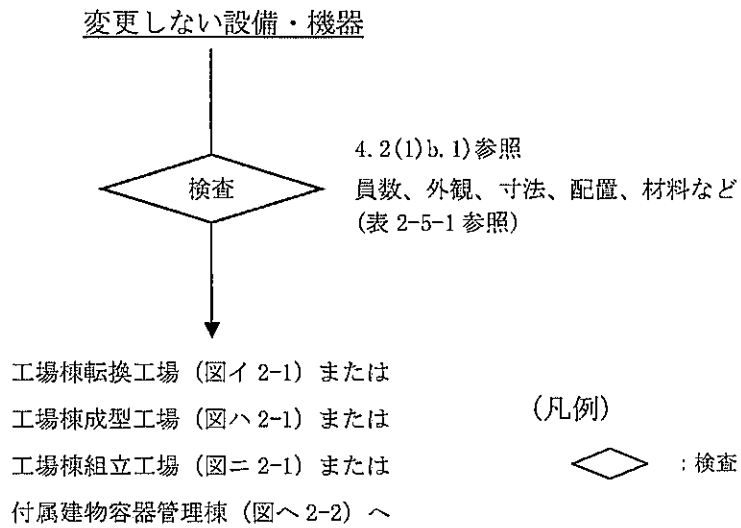 変更しない設備・機器
検査
4.2(1)b.1)参照
員数、外観、寸法、配置、材料など
(表 2-5-1 参照)
工場棟転換工場（図イ 2-1）または
工場棟成型工場（図ハ 2-1）または
工場棟組立工場（図ニ 2-1）または
付属建物容器管理棟（図ヘ 2-2）へ
(凡例)
：検査